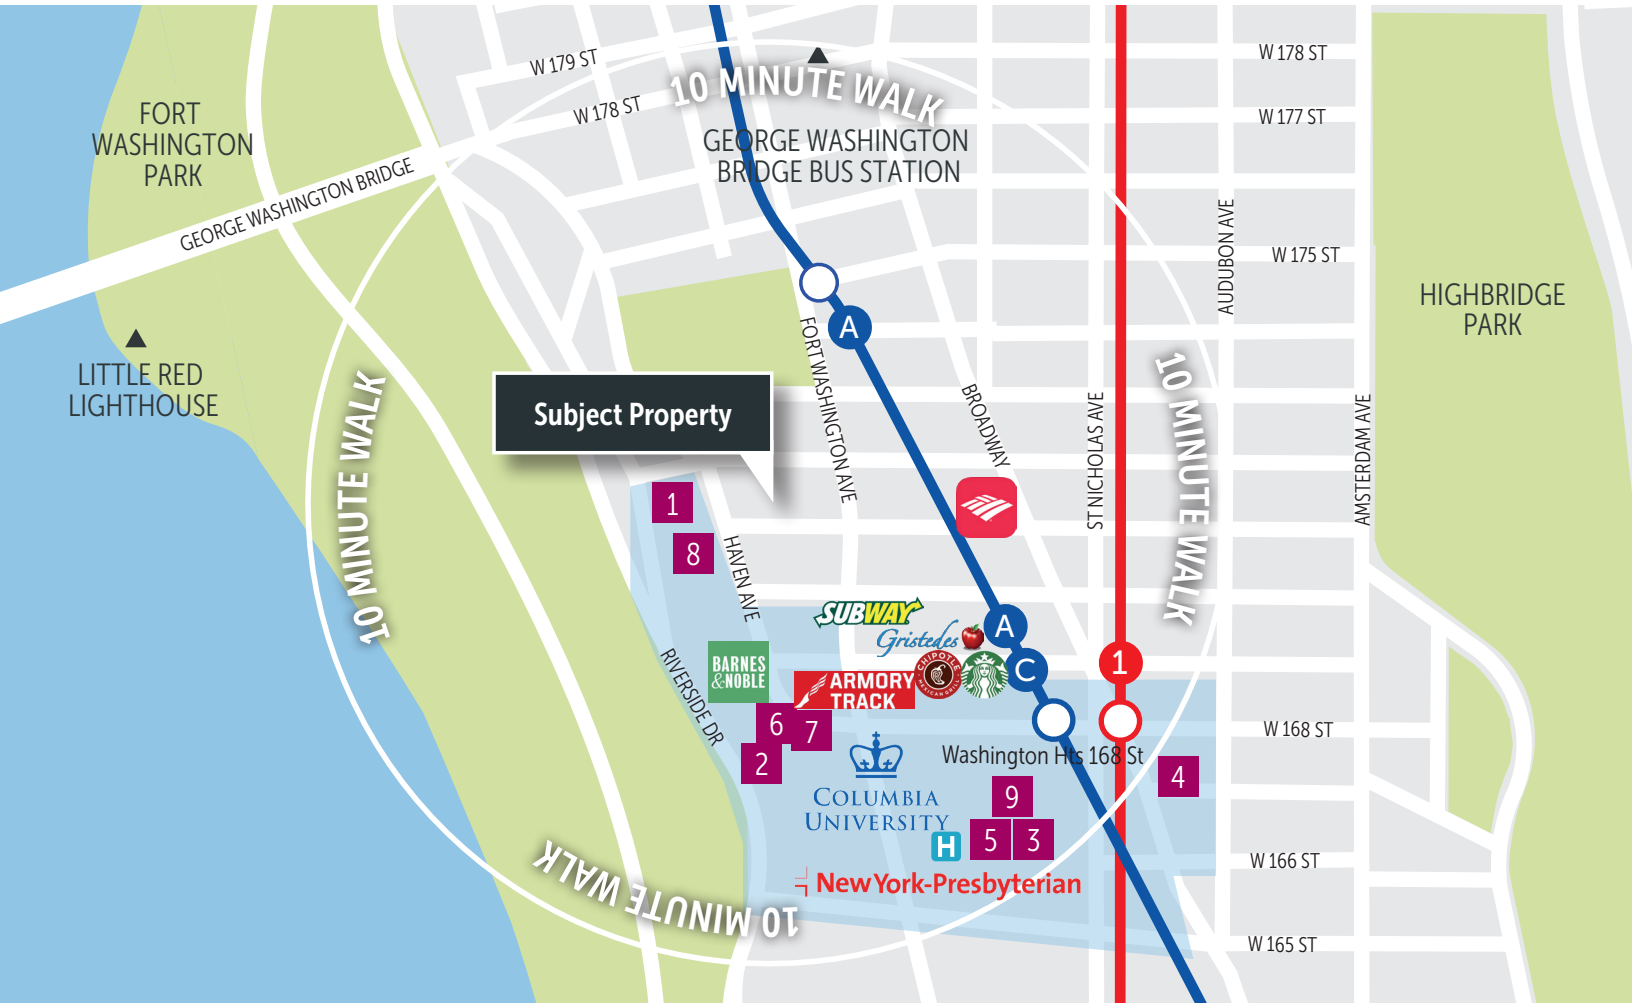 W 179 ST
W 178 ST
10 MINUTE WALK
W 178 ST
W 177 ST
FORT
WASHINGTON
PARK
GEORGE WASHINGTON
BRIDGE BUS STATION
GEORGE WASHINGTON BRIDGE
AUDUBON AVE
W 175 ST
HIGHBRIDGE
PARK
A
LITTLE RED
LIGHTHOUSE
FORT WASHINGTON AVE
10 MINUTE WALK
10 MINUTE WALK
Subject Property
BROADWAY
ST NICHOLAS AVE
AMSTERDAM AVE
1
8
HAVEN AVE
SUBWAY
Gristedes
A
C
1
CHIPOTLE
MEXICAN GRILL
BARNES
&NOBLE
ARMORY
TRACK
RIVERSIDE DR
6
7
2
W 168 ST
Washington Hts 168 St
4
COLUMBIA
UNIVERSITY
9
H
5
3
W 166 ST
NewYork-Presbyterian
10 MINUTE WALK
W 165 ST